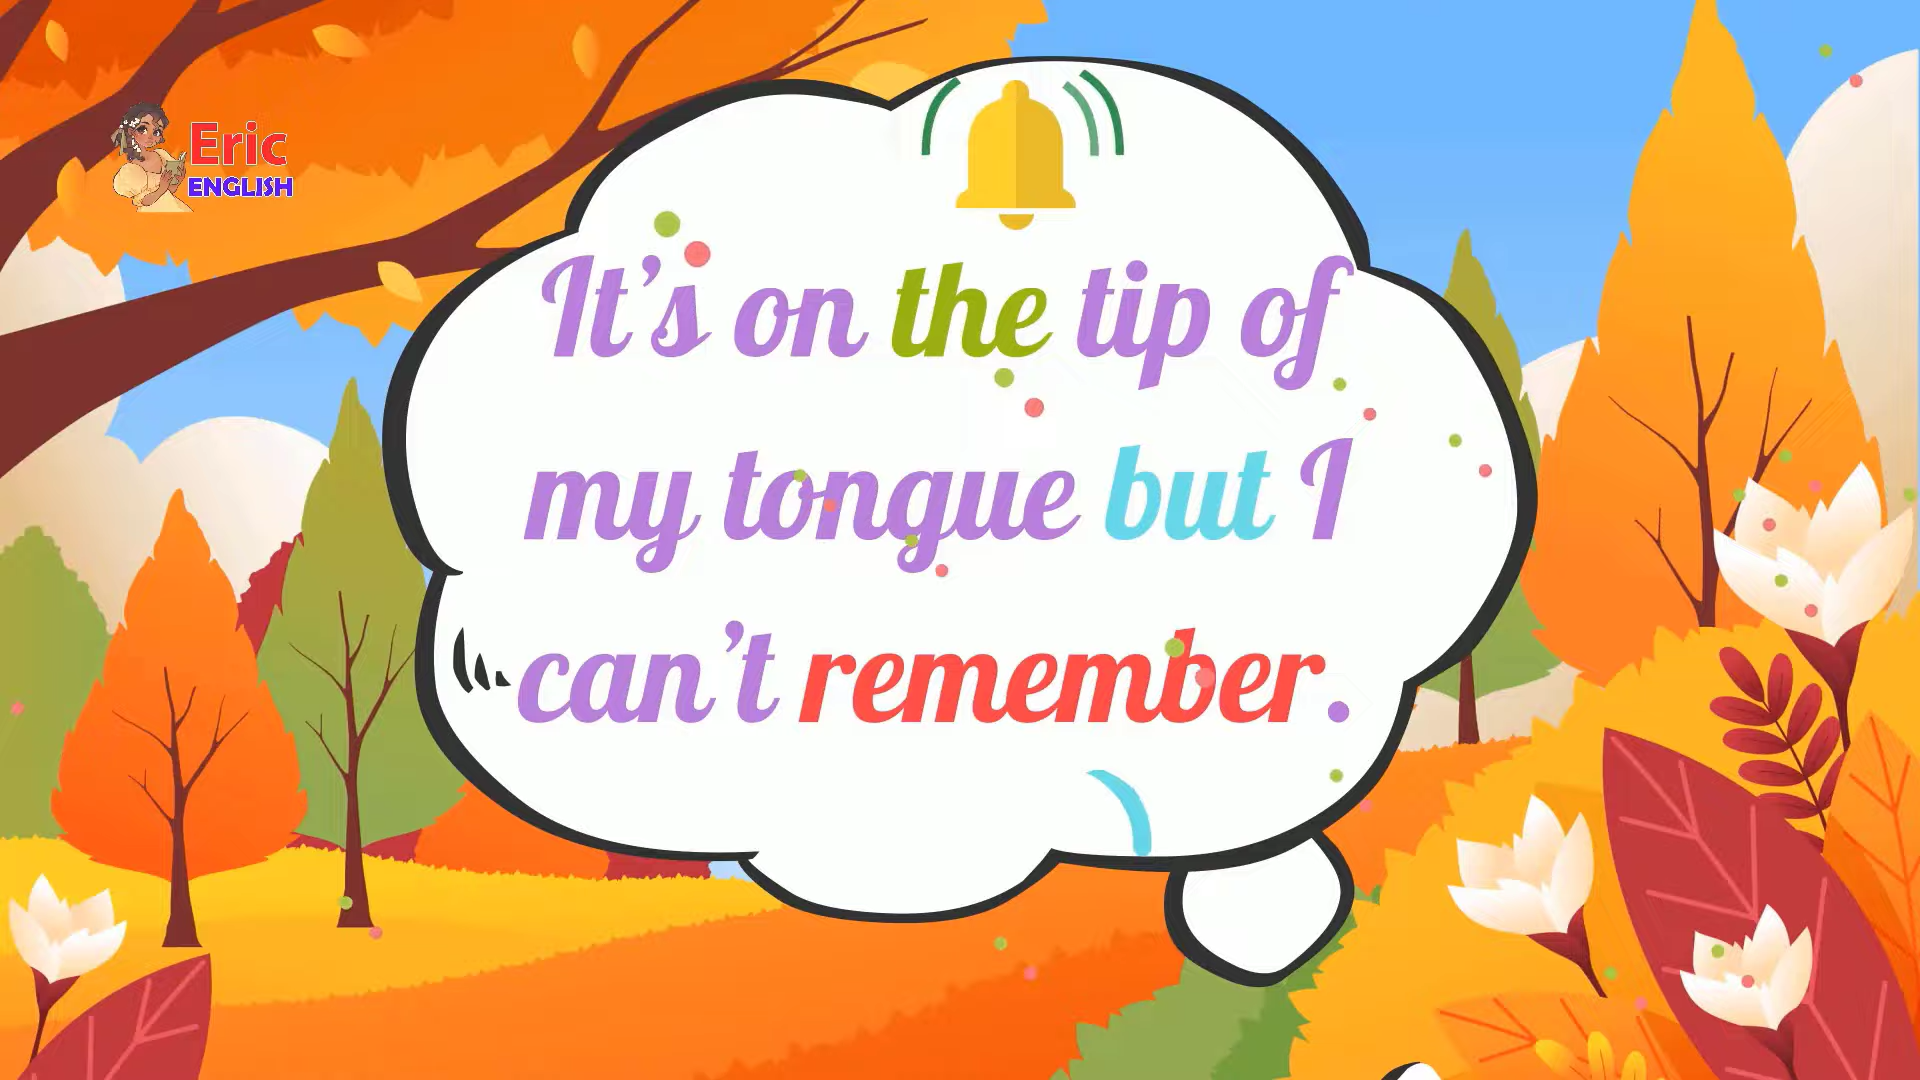 Eric
ENGLISH
It's on the tip of
my tongue but I
can't remember.